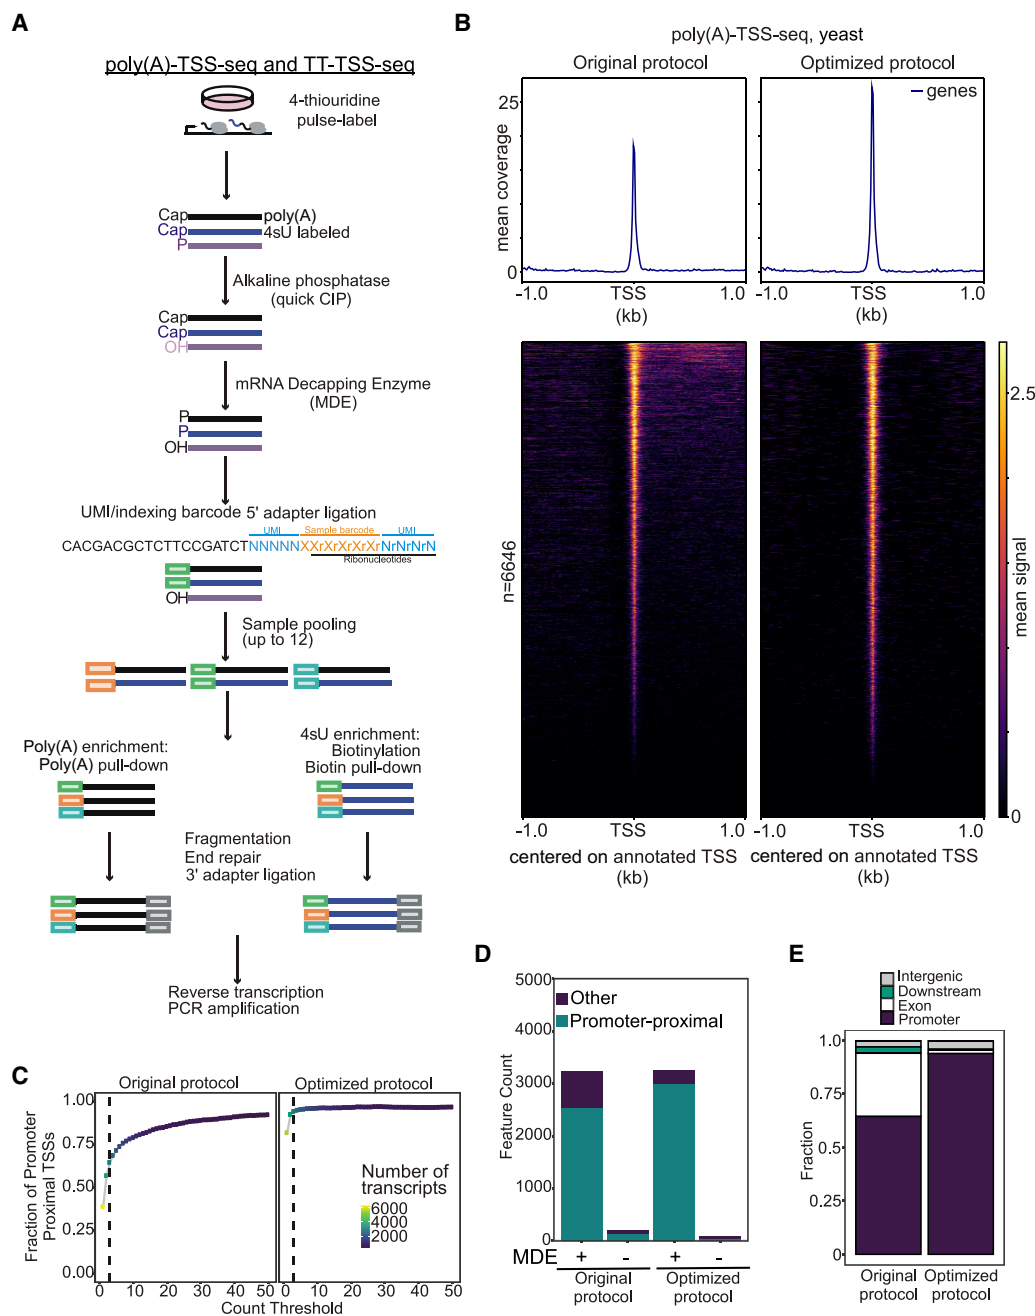 A
poly(A)-TSS-seq and TT-TSS-seq
4-thiouridine
pulse-label
Cap
poly(A)
Cap
4sU labeled
P
Alkaline phosphatase
(quick CIP)
Cap
Cap
OH
mRNA Decapping Enzyme
(MDE)
P
P
OH
UMI/indexing barcode 5' adapter ligation
UMI
Sample barcode
UMI
CACGACGCTCTTCCGATCTNNNNNXXrXrXrXrXrNrNrNrN
Ribonucleotides
OH
Sample pooling
(up to 12)
Poly(A) enrichment:
Poly(A) pull-down
4sU enrichment:
Biotinylation
Biotin pull-down
Fragmentation
End repair
3' adapter ligation
Reverse transcription
PCR amplification
B
poly(A)-TSS-seq, yeast
Original protocol
Optimized protocol
genes
mean coverage
25
0
-1.0
TSS
1.0
(kb)
-1.0
TSS
1.0
(kb)
n=6646
2.5
mean signal
0
-1.0
TSS
1.0
centered on annotated TSS
(kb)
-1.0
TSS
1.0
centered on annotated TSS
(kb)
C
Original protocol
Optimized protocol
Fraction of Promoter
Proximal TSSs
1.00
0.75
0.50
0.25
0.00
Number of
transcripts
6000
4000
2000
0
10
20
30
40
50
0
10
20
30
40
50
Count Threshold
D
Other
Promoter-proximal
Feature Count
5000
4000
3000
2000
1000
0
MDE
+
-
+
-
Original
protocol
Optimized
protocol
E
Intergenic
Downstream
Exon
Promoter
Fraction
1.0
0.75
0.5
0.25
0
Original
protocol
Optimized
protocol